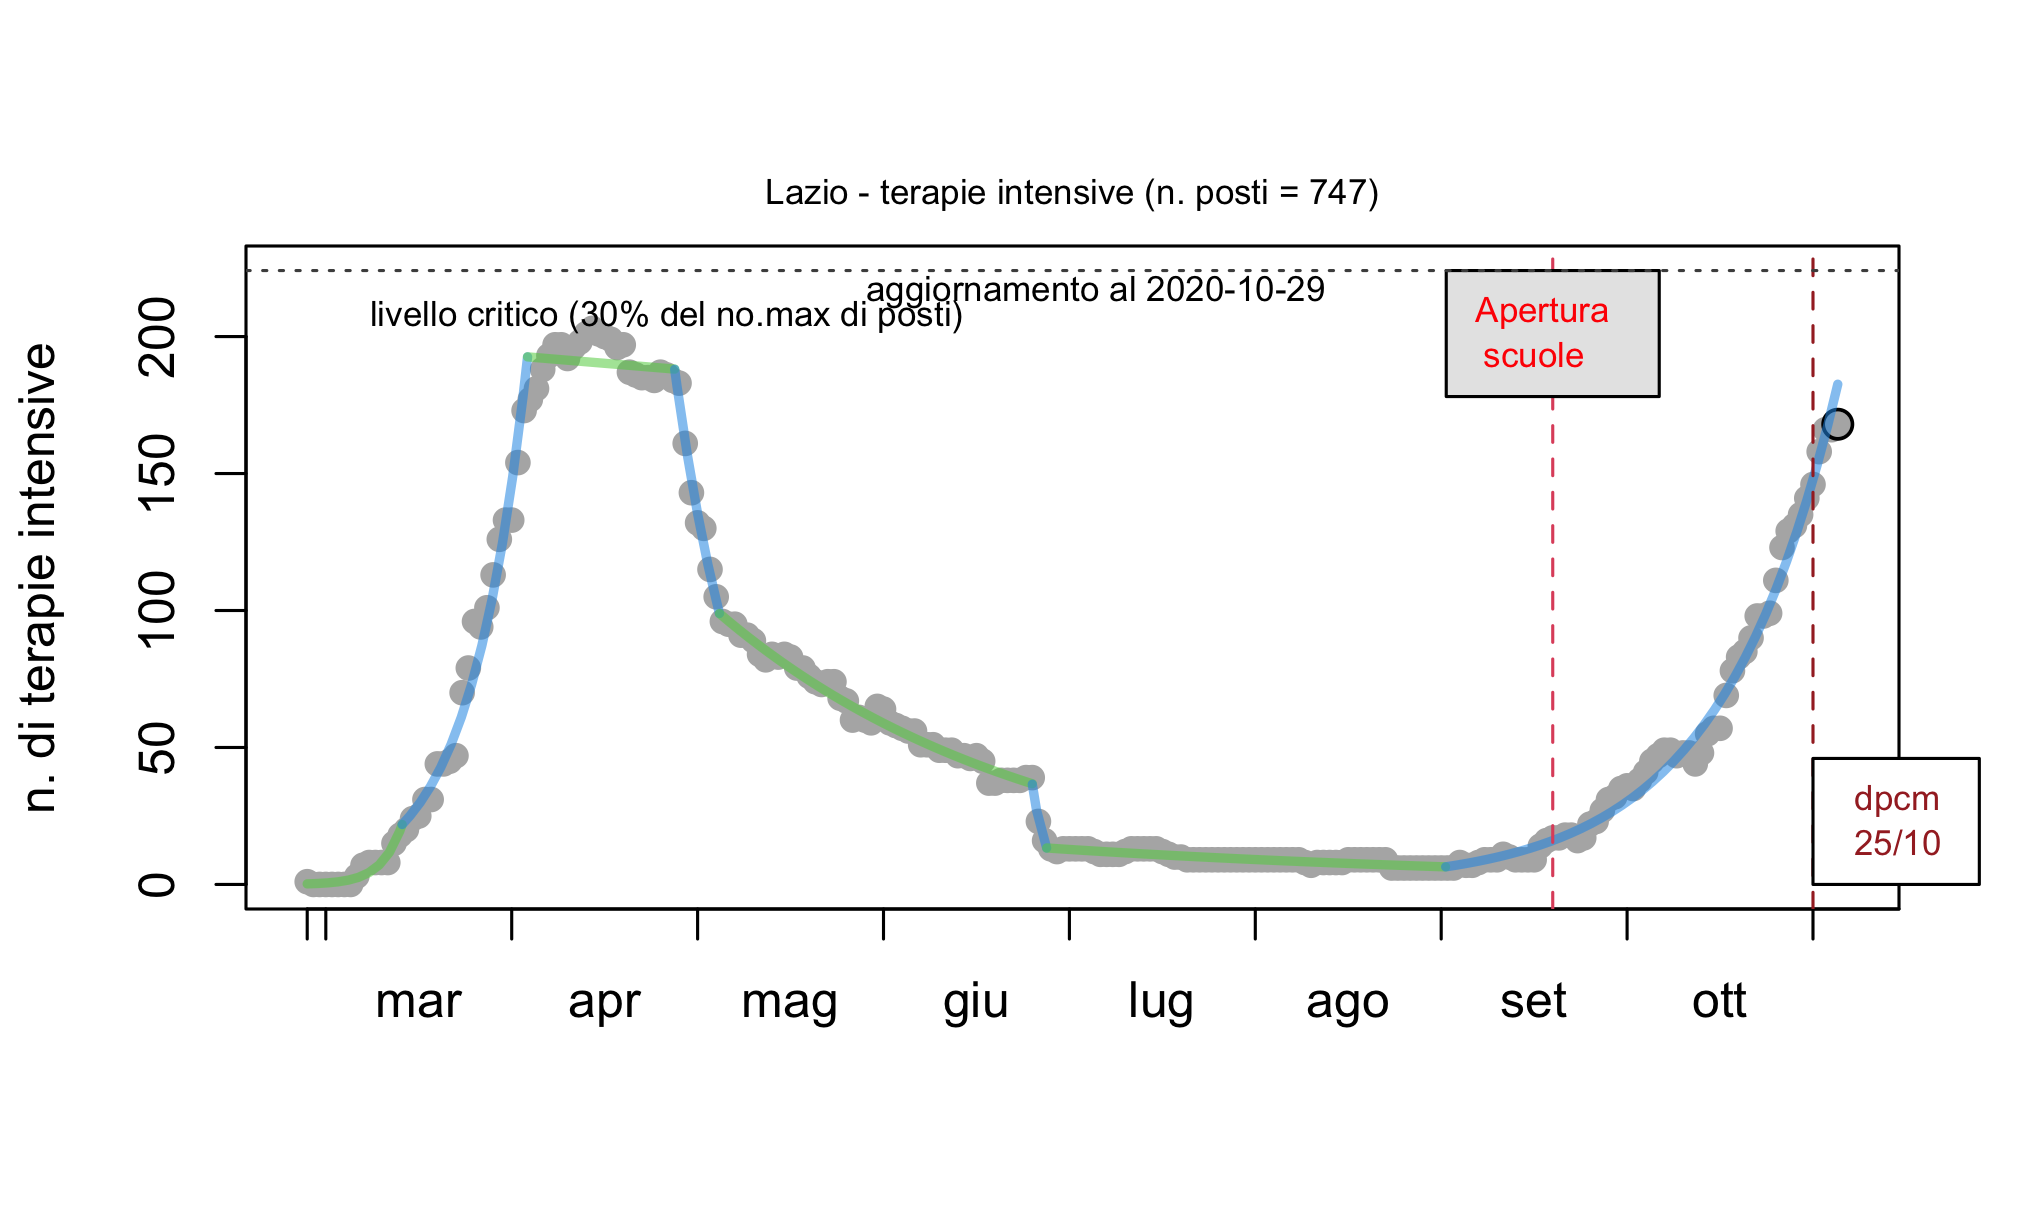 Lazio - terapie intensive (n. posti = 747)
aggiornamento al 2020-10-29
livello critico (30% del no.max di posti)
Apertura
scuole
n. di terapie intensive
200
150
100
50
0
dpcm
25/10
mar apr mag giu lug ago set ott